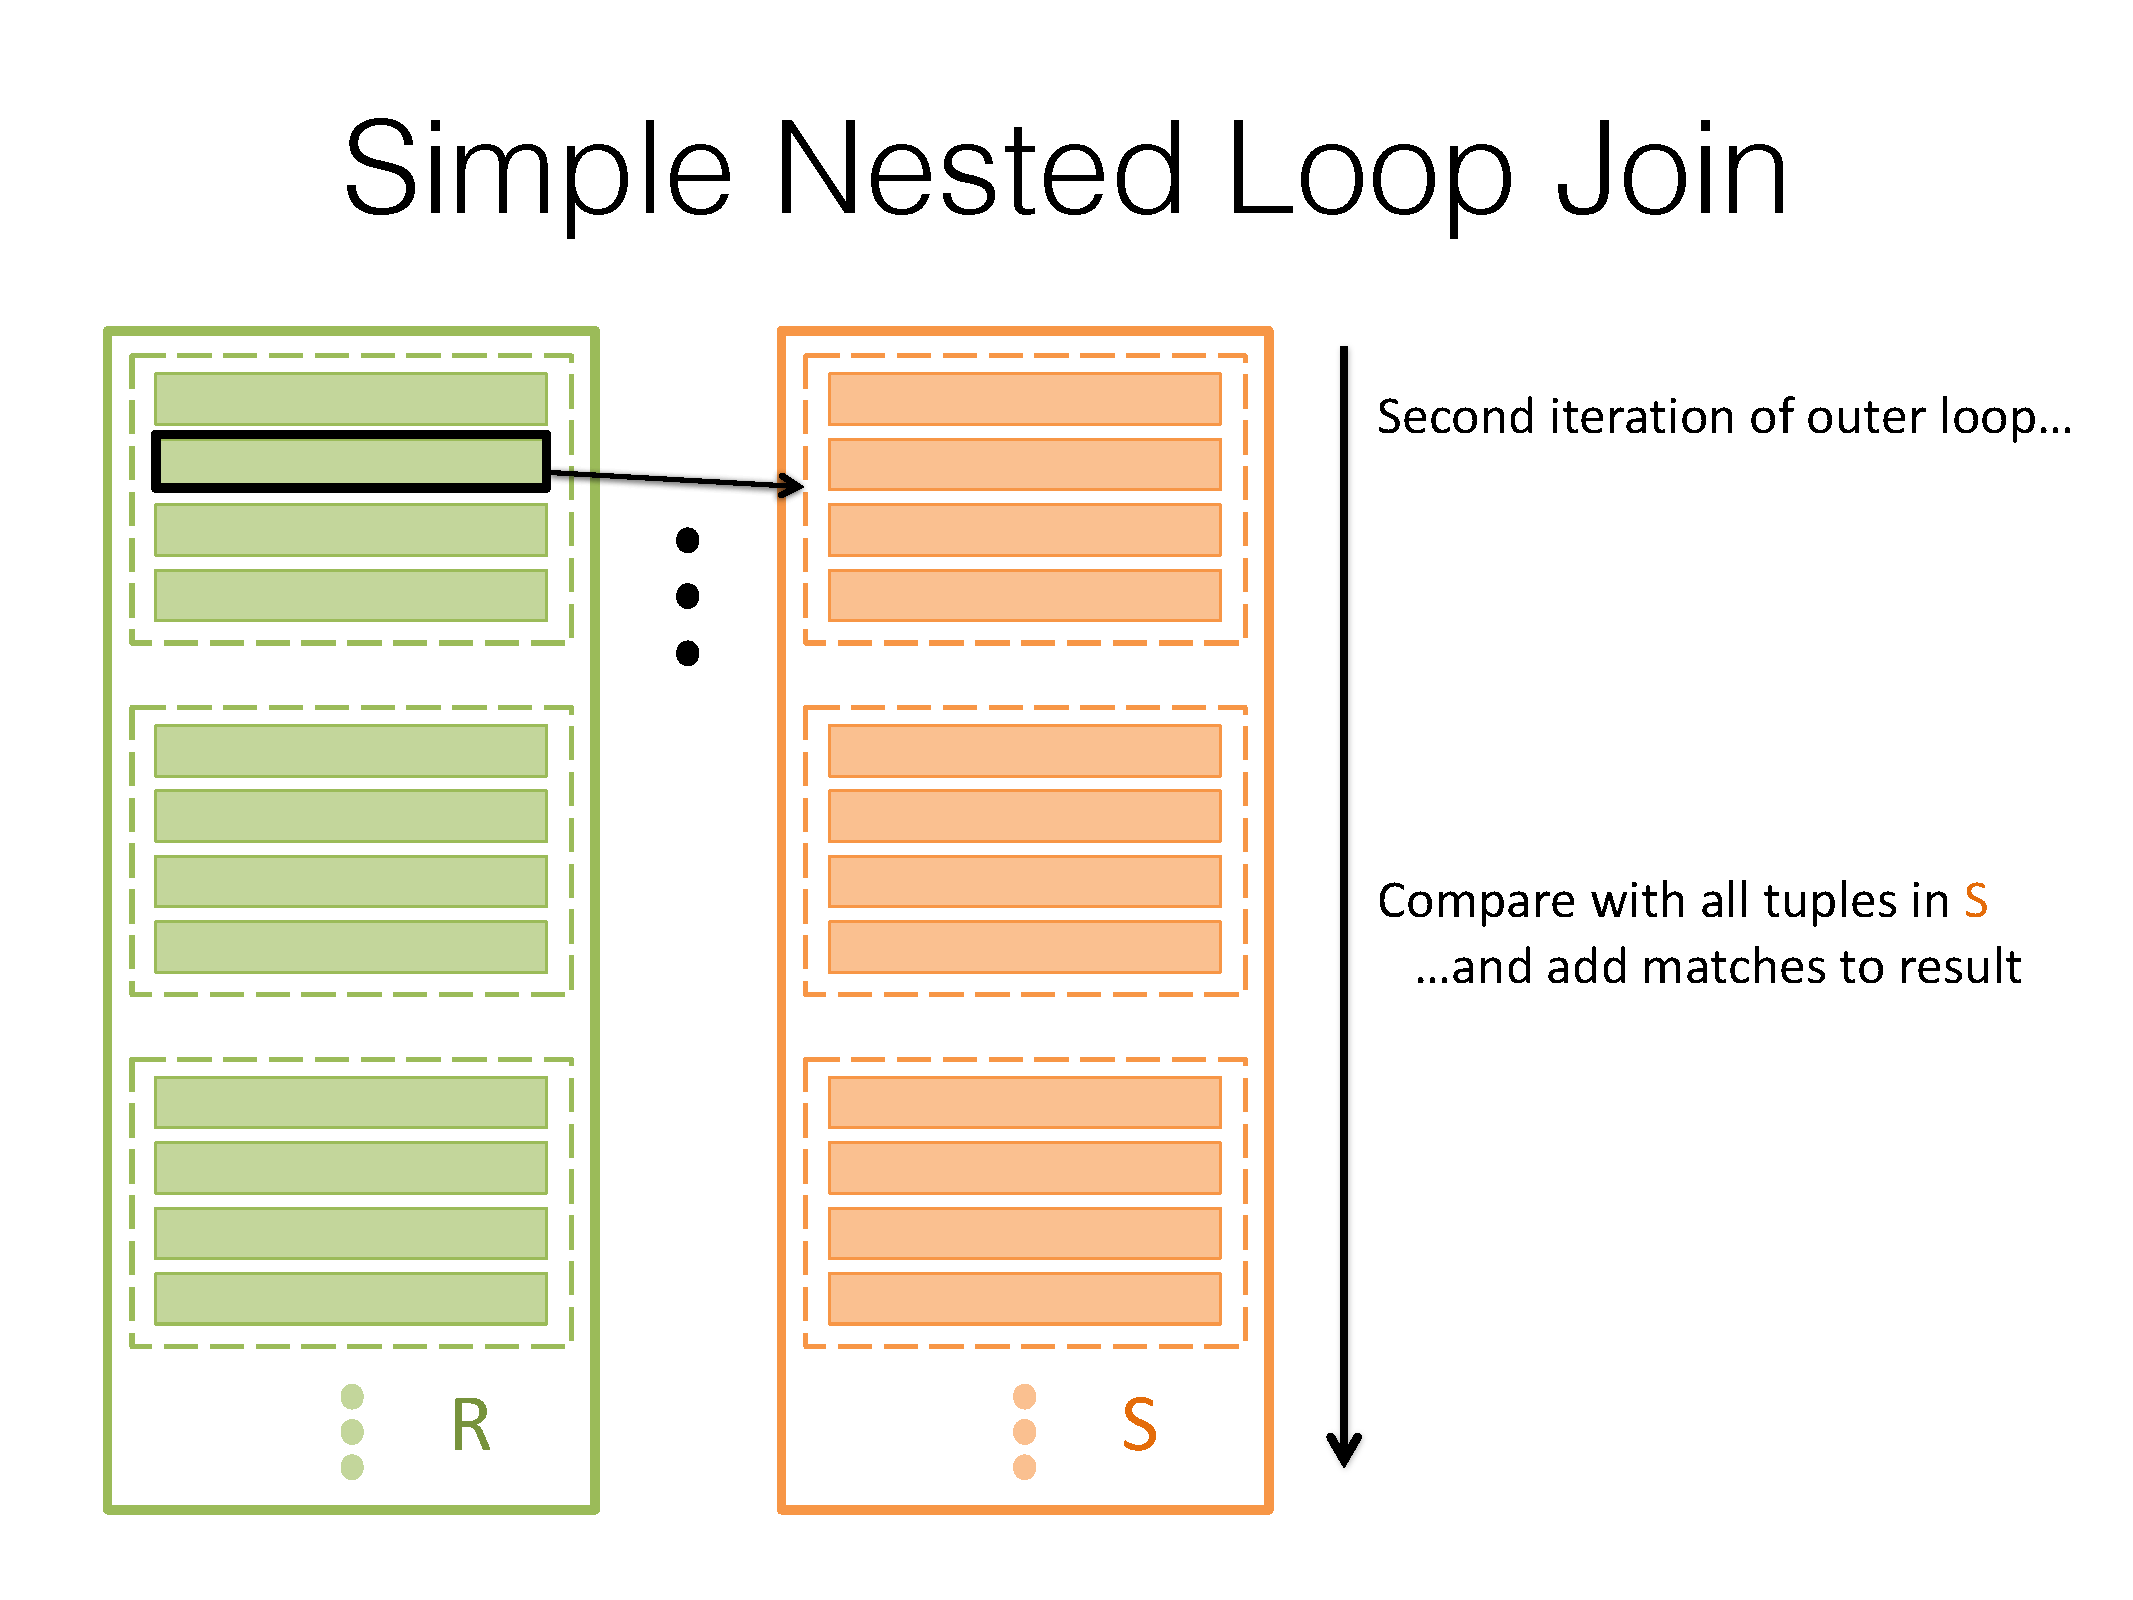 Simple Nested Loop Join
Second iteration of outer loop…
Compare with all tuples in S
…and add matches to result
R
S